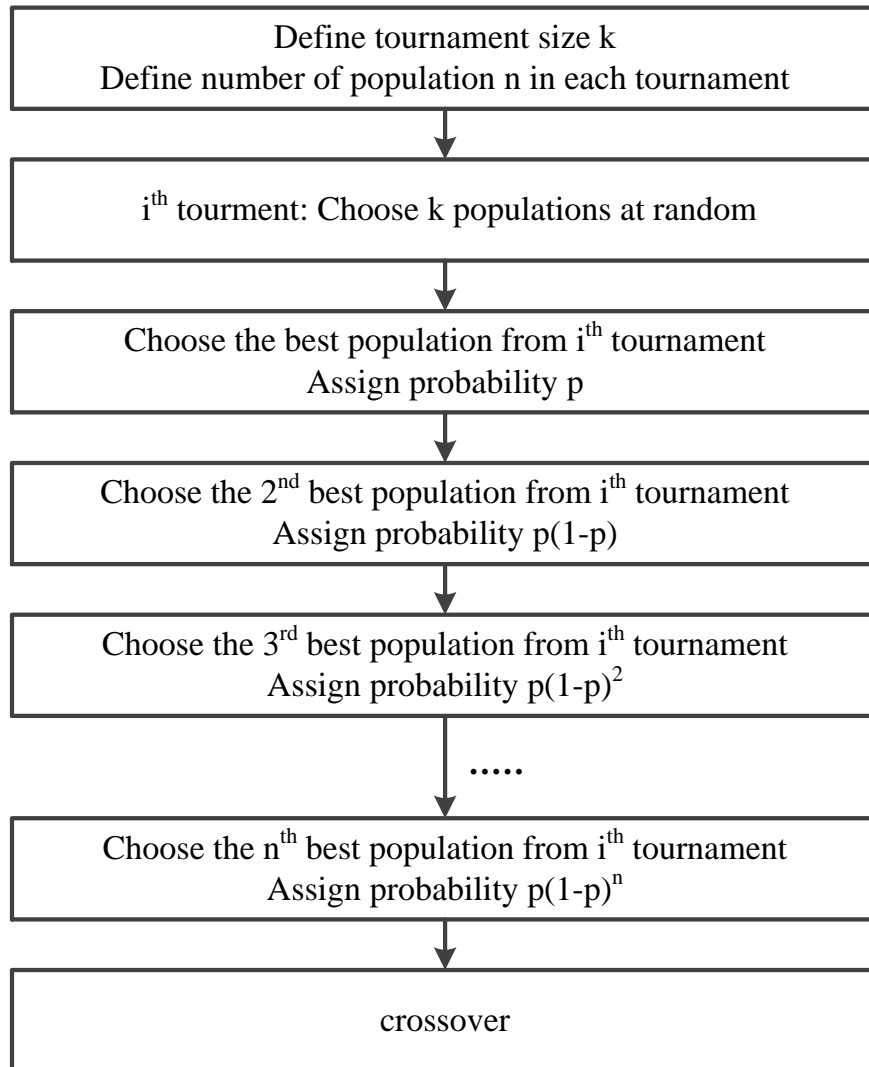 Define tournament size k
Define number of population n in each tournament
i^th tourment: Choose k populations at random
Choose the best population from i^th tournament
Assign probability p
Choose the 2^nd best population from i^th tournament
Assign probability p(1-p)
Choose the 3^rd best population from i^th tournament
Assign probability p(1-p)^2
.....
Choose the n^th best population from i^th tournament
Assign probability p(1-p)^n
crossover